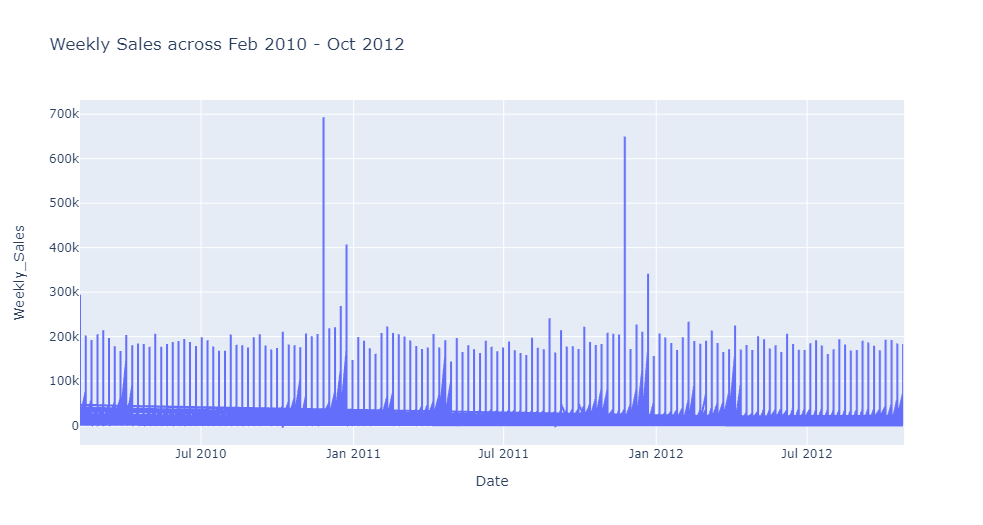 Weekly Sales across Feb 2010 - Oct 2012
700k
600k
500k
400k
300k
200k
100k
0
Weekly_Sales
Jul 2010
Jan 2011
Jul 2011
Jan 2012
Jul 2012
Date